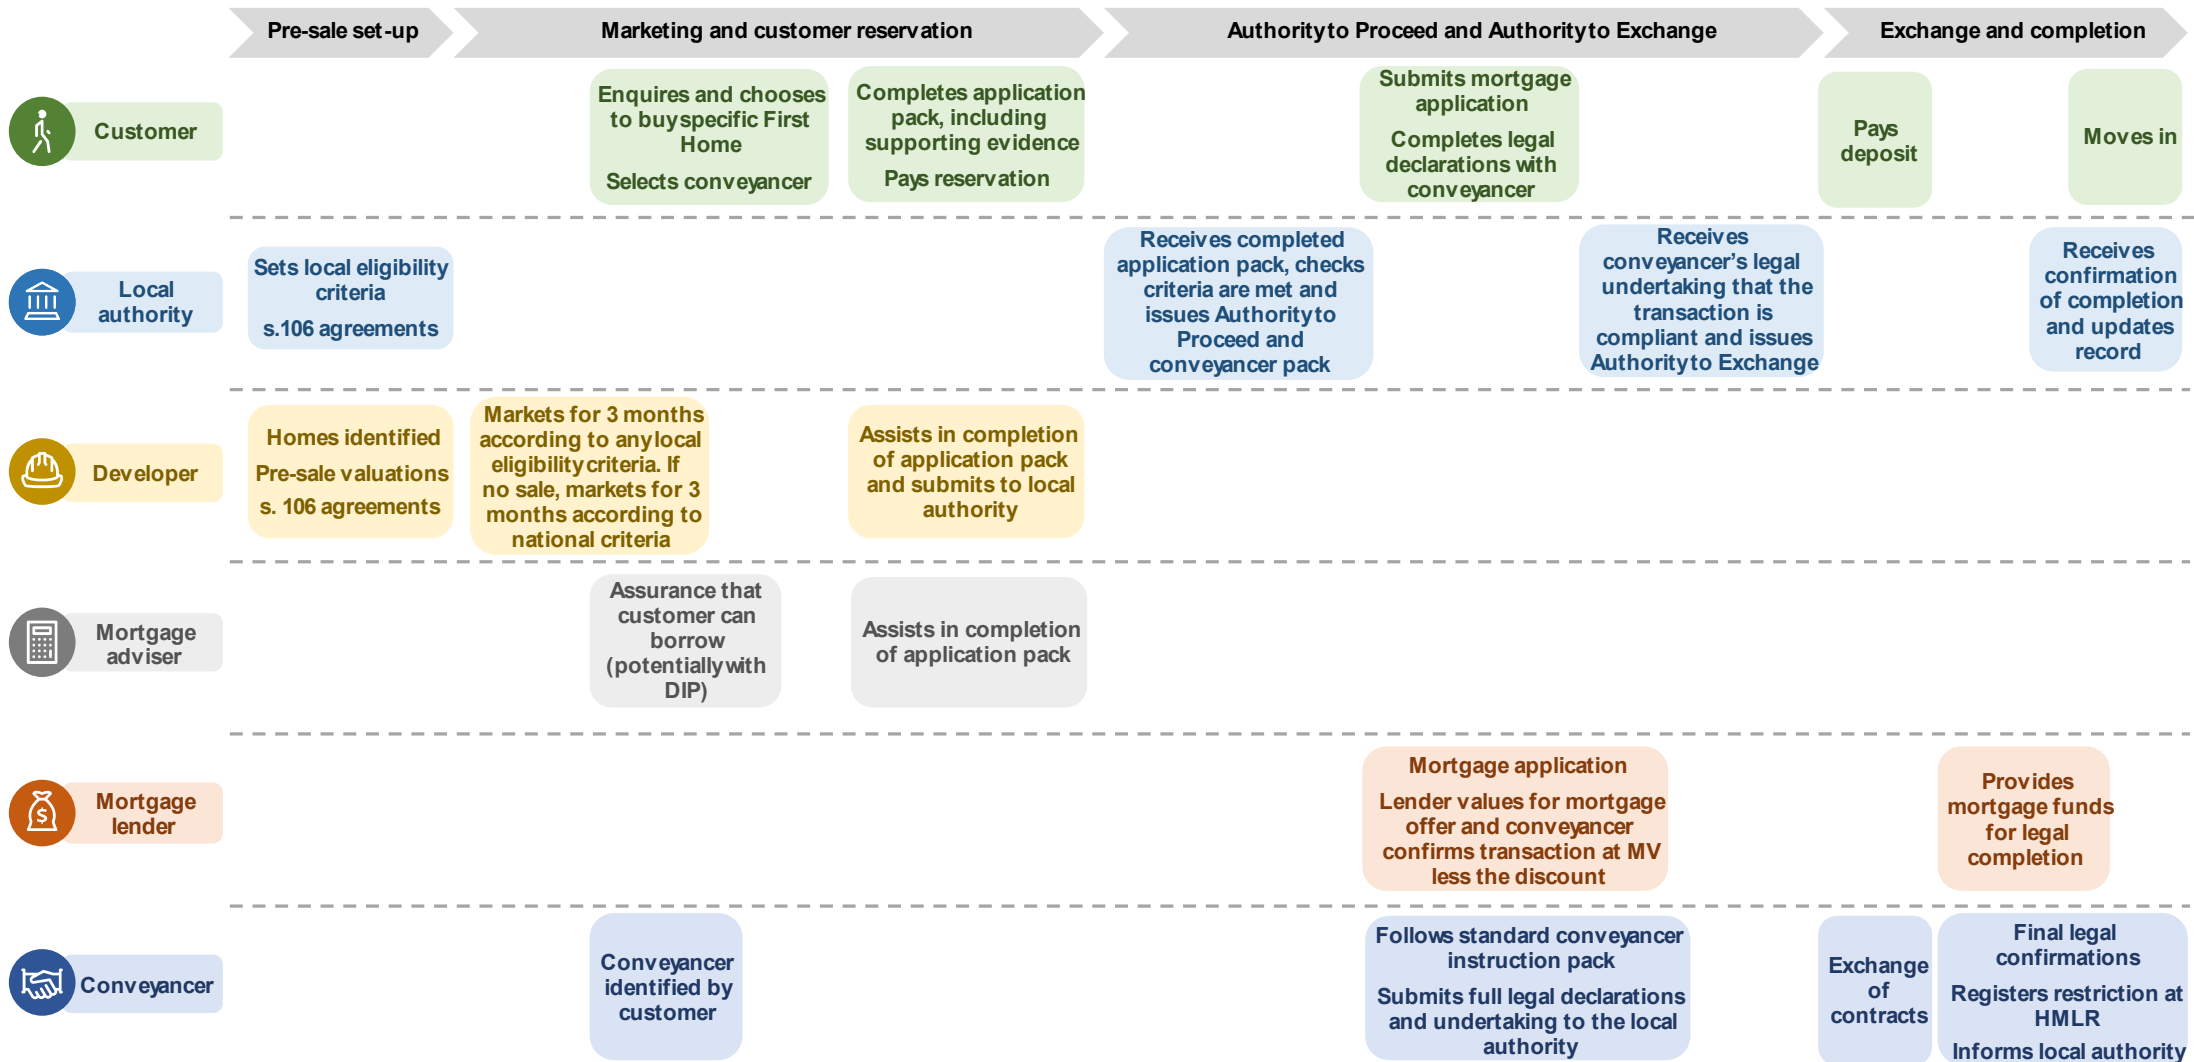 Pre-sale set-up
Marketing and customer reservation
Authority to Proceed and Authority to Exchange
Exchange and completion
Customer
Enquires and chooses
to buy specific First
Home
Selects conveyancer
Completes application
pack, including
supporting evidence
Pays reservation
Submits mortgage
application
Completes legal
declarations with
conveyancer
Pays
deposit
Moves in
Local
authority
Sets local eligibility
criteria
s.106 agreements
Receives completed
application pack, checks
criteria are met and
issues Authority to
Proceed and
conveyancer pack
Receives
conveyancer's legal
undertaking that the
transaction is
compliant and issues
Authority to Exchange
Receives
confirmation
of completion
and updates
record
Developer
Homes identified
Pre-sale valuations
s. 106 agreements
Markets for 3 months
according to any local
eligibility criteria. If
no sale, markets for 3
months according to
national criteria
Assists in completion
of application pack
and submits to local
authority
Mortgage
adviser
Assurance that
customer can
borrow
(potentially with
DIP)
Assists in completion
of application pack
Mortgage
lender
Mortgage application
Lender values for mortgage
offer and conveyancer
confirms transaction at MV
less the discount
Provides
mortgage funds
for legal
completion
Conveyancer
Conveyancer
identified by
customer
Follows standard conveyancer
instruction pack
Submits full legal declarations
and undertaking to the local
authority
Exchange
of
contracts
Final legal
confirmations
Registers restriction at
HMLR
Informs local authority